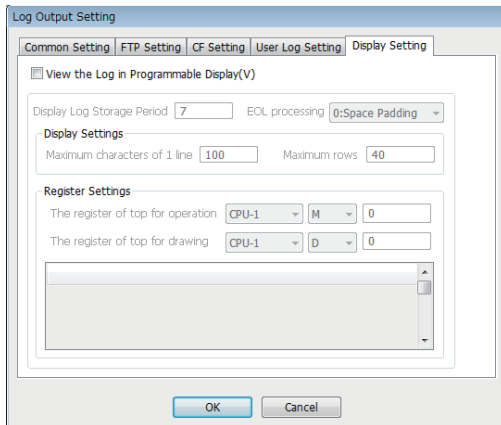 Log Output Setting
Common Setting FTP Setting CF Setting User Log Setting Display Setting
View the Log in Programmable Display(V)
Display Log Storage Period 7 EOL processing 0:Space Padding
Display Settings
Maximum characters of 1 line 100 Maximum rows 40
Register Settings
The register of top for operation CPU-1 M 0
The register of top for drawing CPU-1 D 0
OK Cancel